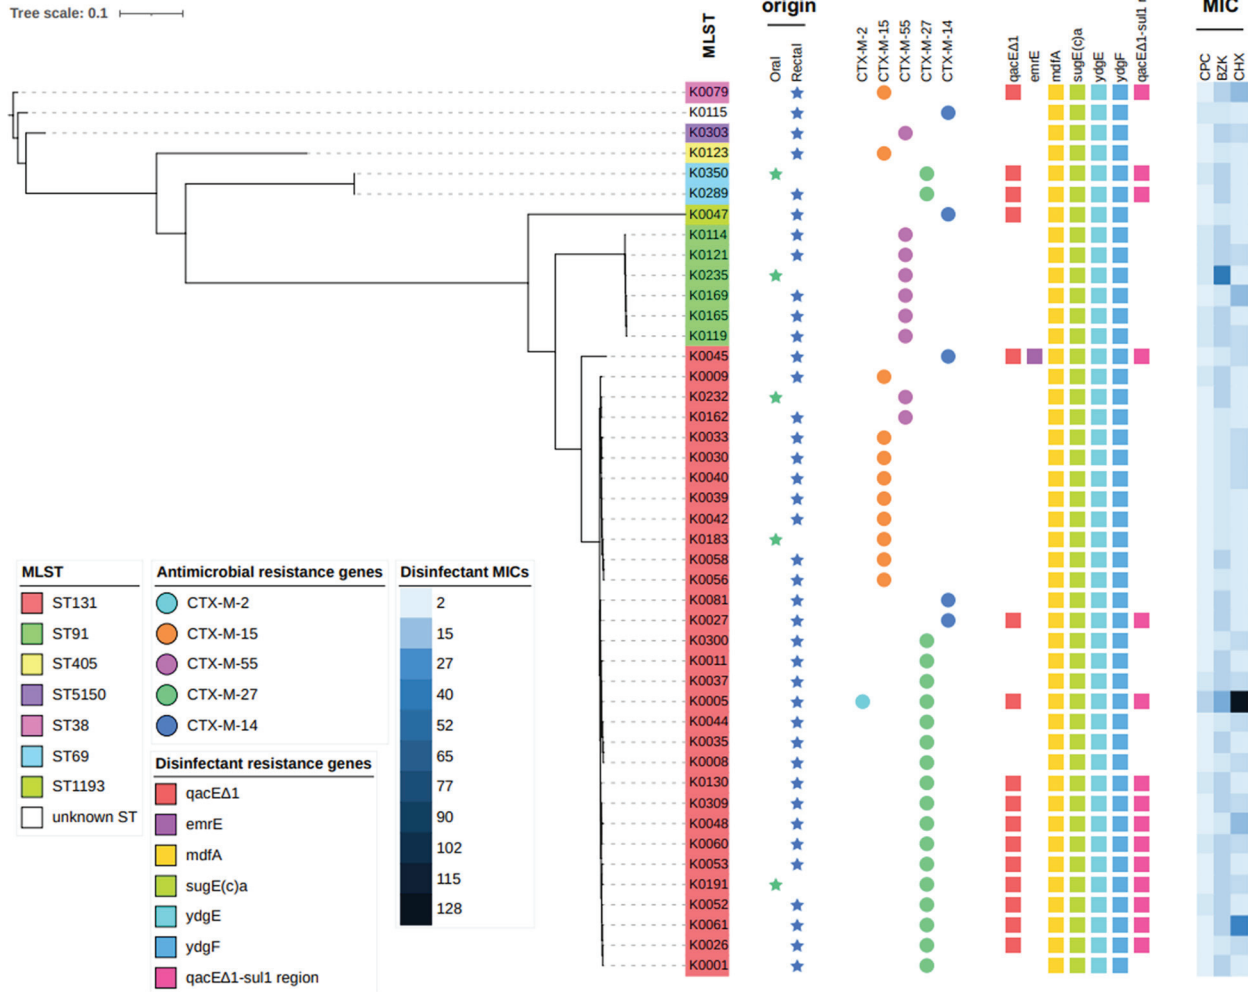 Tree scale: 0.1
origin
MIC
MLST
Oral
Rectal
CTX-M-2
CTX-M-15
CTX-M-55
CTX-M-27
CTX-M-14
qacEΔ1
emrE
mdfA
sugE(c)a
ydgE
ydgF
qacEΔ1-sul1
CPC
BZK
CHX
K0079
K0115
K0303
K0123
K0350
K0289
K0047
K0114
K0121
K0235
K0169
K0165
K0119
K0045
K0009
K0232
K0162
K0033
K0030
K0040
K0039
K0042
K0183
K0058
K0056
K0081
K0027
K0300
K0011
K0037
K0005
K0044
K0035
K0008
K0130
K0309
K0048
K0060
K0053
K0191
K0052
K0061
K0026
K0001
MLST
ST131
ST91
ST405
ST5150
ST38
ST69
ST1193
unknown ST
Antimicrobial resistance genes
CTX-M-2
CTX-M-15
CTX-M-55
CTX-M-27
CTX-M-14
Disinfectant resistance genes
qacEΔ1
emrE
mdfA
sugE(c)a
ydgE
ydgF
qacEΔ1-sul1 region
Disinfectant MICs
2
15
27
40
52
65
77
90
102
115
128